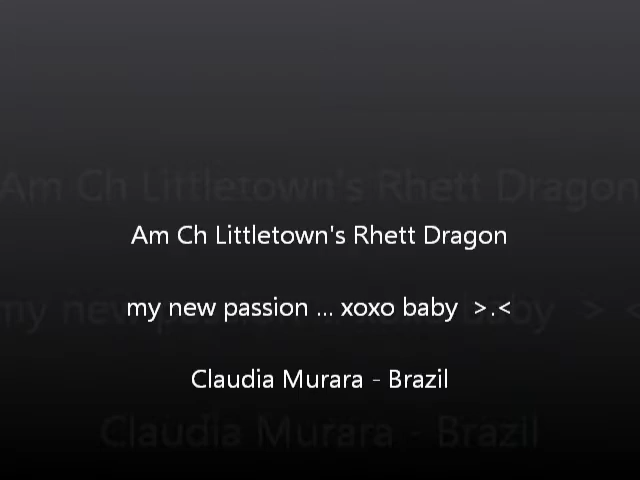 Am Ch Littletown's Rhett Dragon
my new passion ... xoxo baby  >.<
Claudia Murara - Brazil